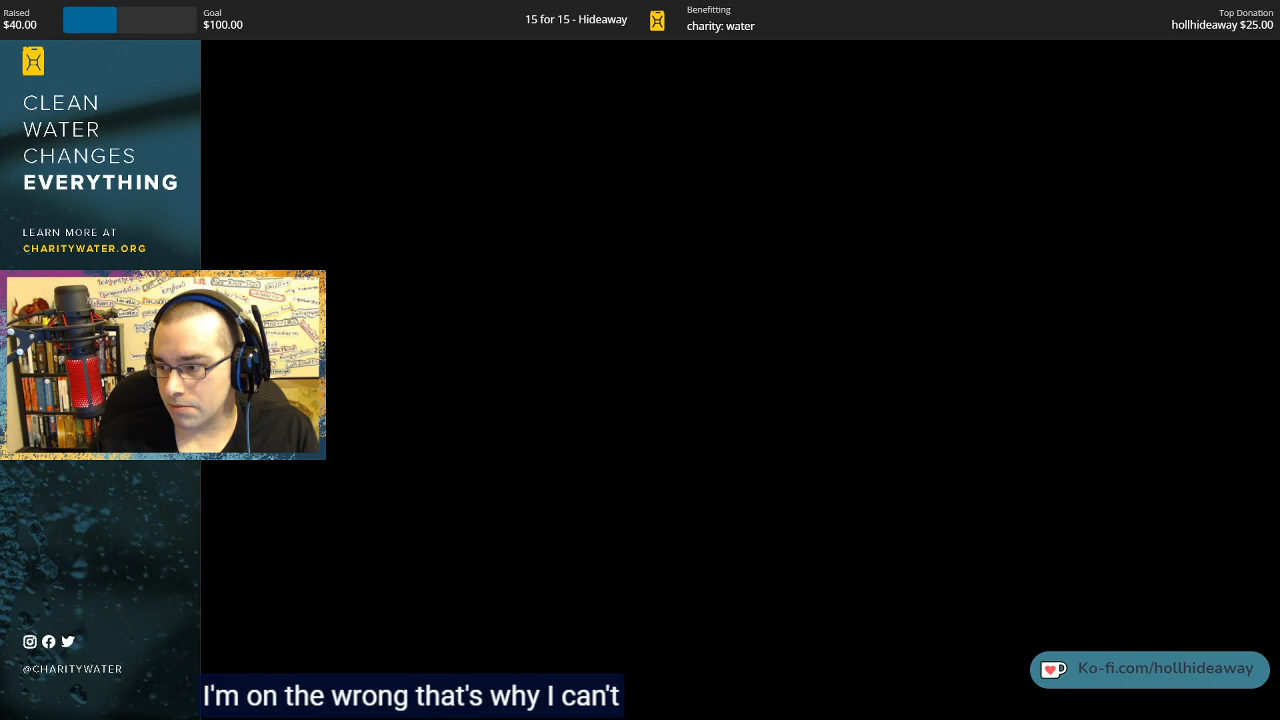 Raised
$40.00
Goal
$100.00
15 for 15 - Hideaway
Benefitting
charity: water
Top Donation
hollhideaway $25.00
CLEAN
WATER
CHANGES
EVERYTHING
LEARN MORE AT
CHARITYWATER.ORG
@CHARITYWATER
Ko-fi.com/hollhideaway
I'm on the wrong that's why I can't